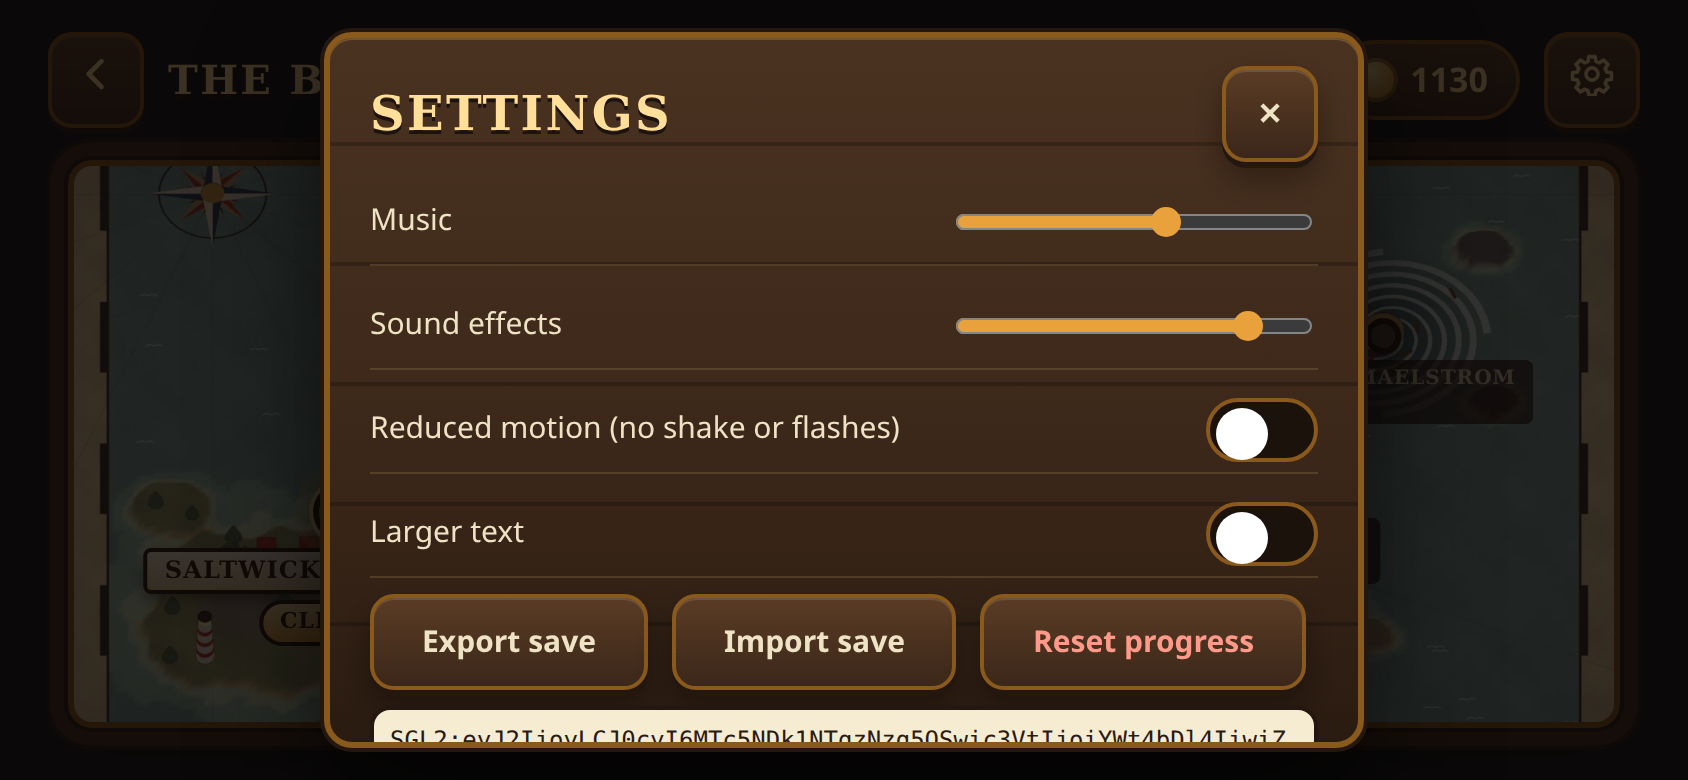 THE B
1130
SETTINGS
×
Music
Sound effects
Reduced motion (no shake or flashes)
Larger text
Export save
Import save
Reset progress
MAELSTROM
SALTWICK